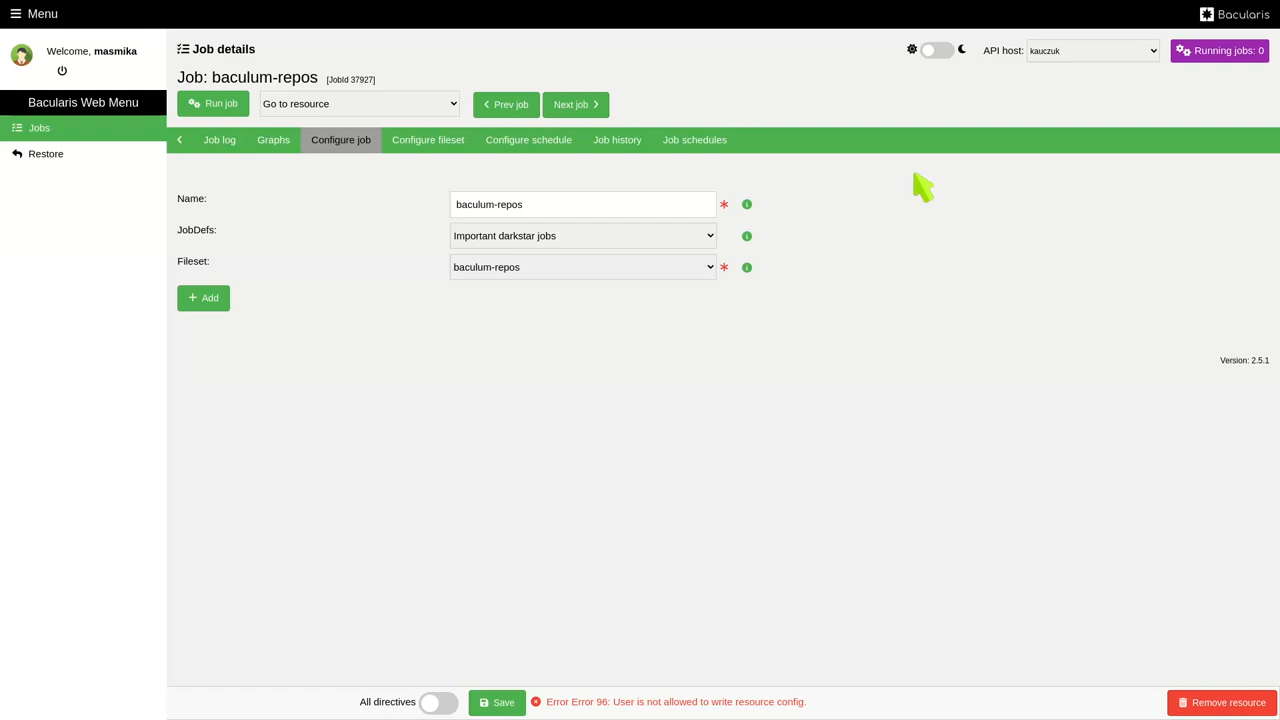 Menu
Bacularis
Welcome, masmika
Bacularis Web Menu
Jobs
Restore
Job details
API host:
kauczuk
Running jobs: 0
Job: baculum-repos [JobId 37927]
Run job
Go to resource
Prev job
Next job
Job log
Graphs
Configure job
Configure fileset
Configure schedule
Job history
Job schedules
Name:
baculum-repos
JobDefs:
Important darkstar jobs
Fileset:
baculum-repos
Add
Version: 2.5.1
All directives
Save
Error Error 96: User is not allowed to write resource config.
Remove resource